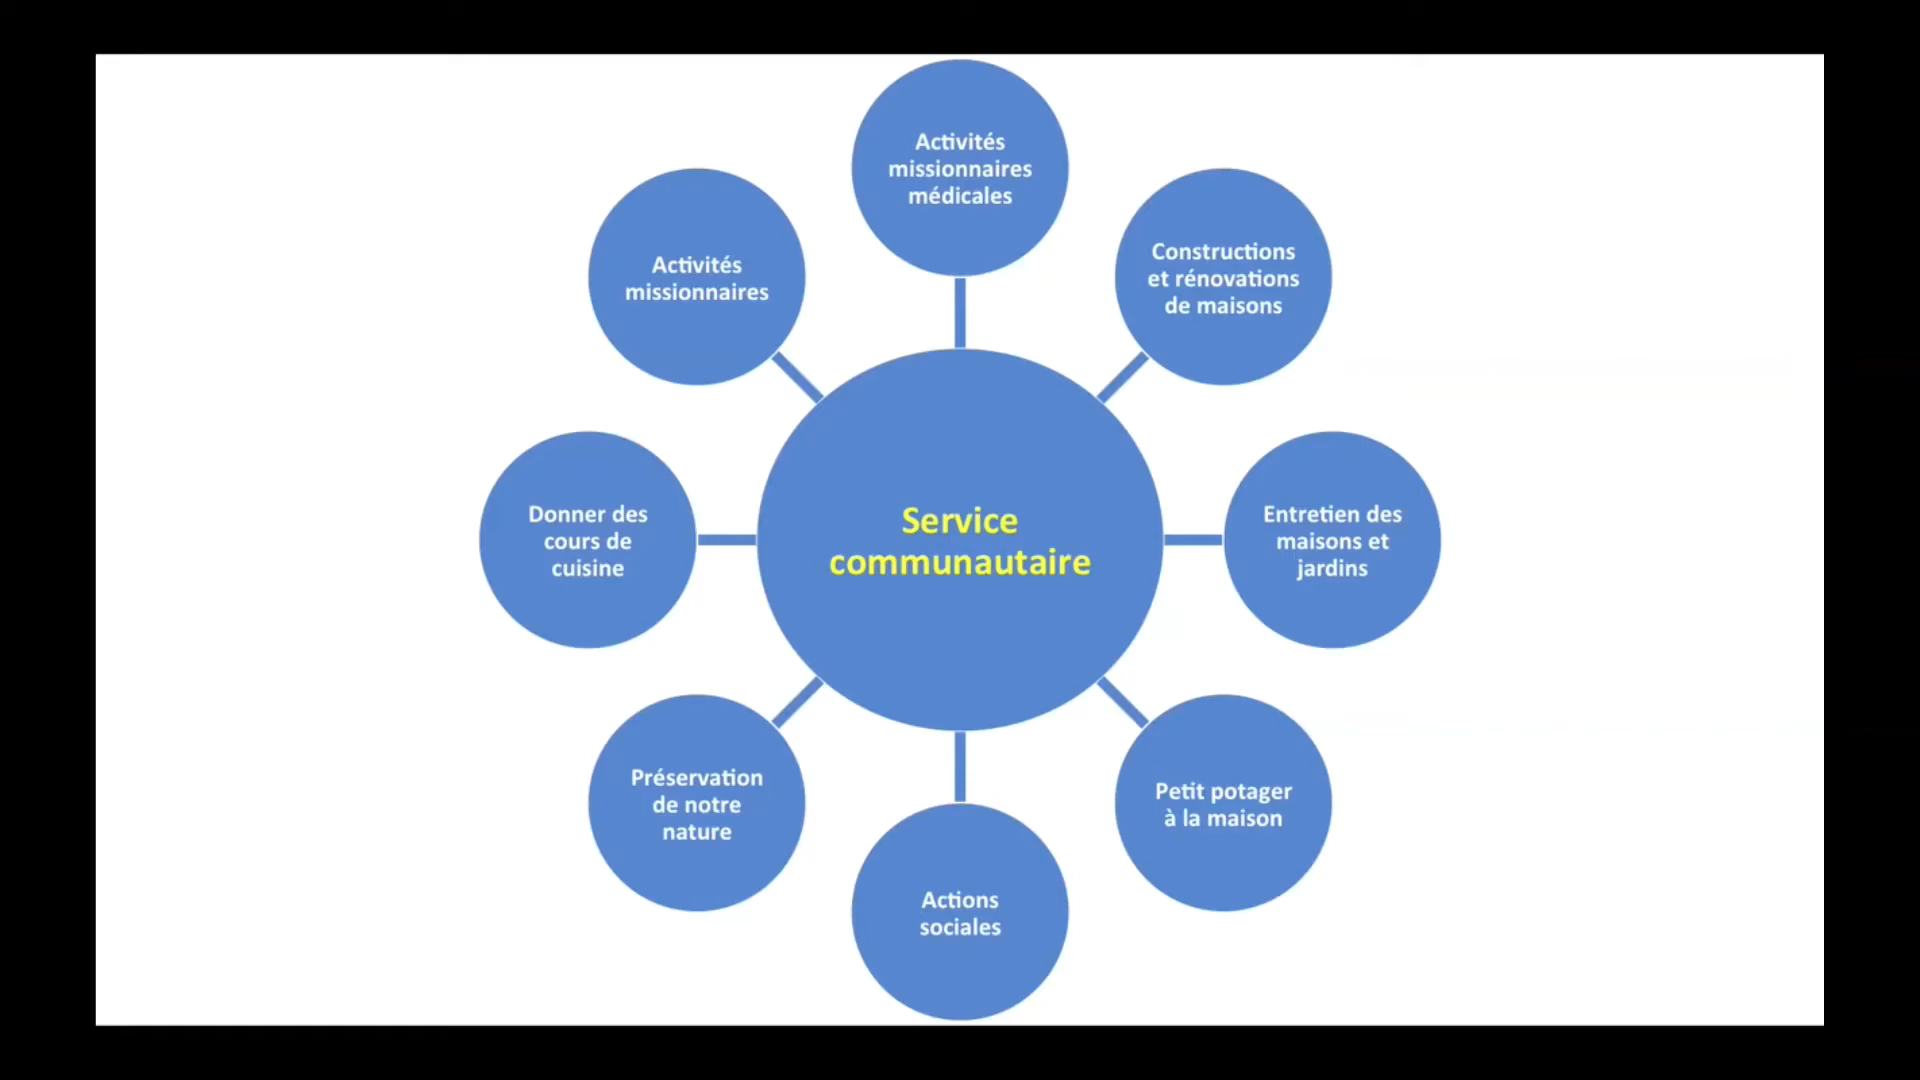 Activités
missionnaires
médicales
Constructions
et rénovations
de maisons
Entretien des
maisons et
jardins
Petit potager
à la maison
Actions
sociales
Préservation
de notre
nature
Donner des
cours de
cuisine
Activités
missionnaires
Service
communautaire